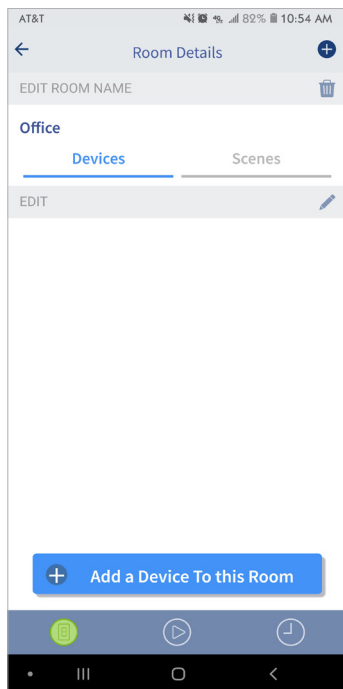 AT&T 82% 10:54 AM
Room Details
EDIT ROOM NAME
Office
Devices Scenes
EDIT
Add a Device To this Room